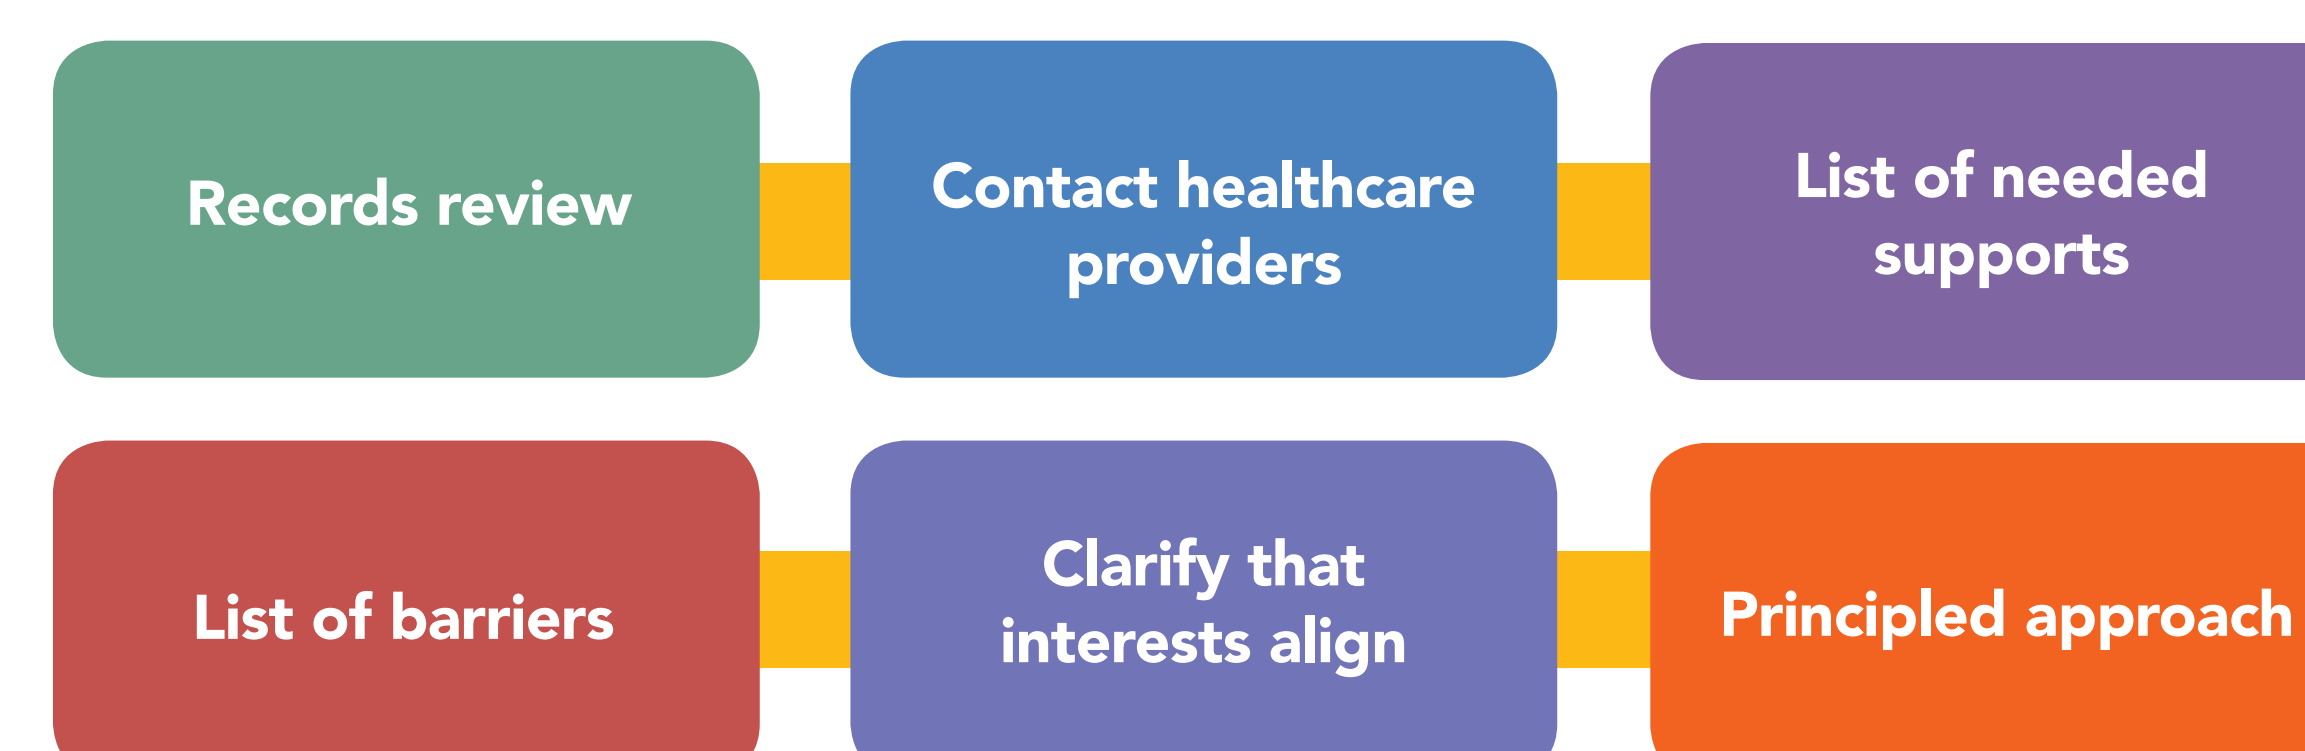 Records review
Contact healthcare
providers
List of needed
supports
List of barriers
Clarify that
interests align
Principled approach